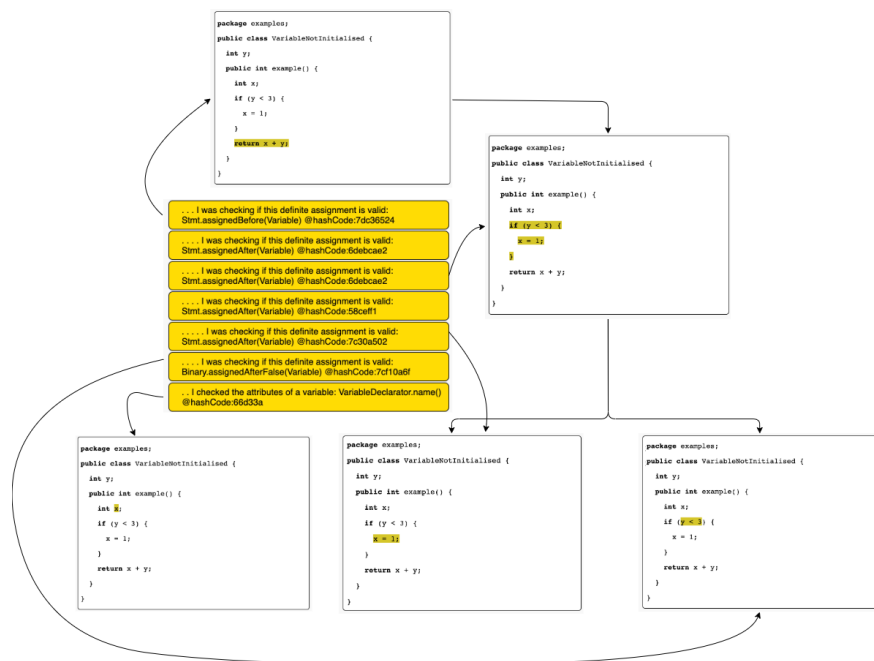 package examples;
public class VariableNotInitialised {
int y;
public int example() {
int x;
if (y < 3) {
x = 1;
}
return x + y;
}
}
package examples;
public class VariableNotInitialised {
int y;
public int example() {
int x;
if (y < 3) {
x = 1;
}
return x + y;
}
}
. . . I was checking if this definite assignment is valid:
Stmt.assignedBefore(Variable) @hashCode:7dc36524
. . . . I was checking if this definite assignment is valid:
Stmt.assignedAfter(Variable) @hashCode:6debcae2
. . . . I was checking if this definite assignment is valid:
Stmt.assignedAfter(Variable) @hashCode:6debcae2
. . . . I was checking if this definite assignment is valid:
Stmt.assignedAfter(Variable) @hashCode:58ceff1
. . . . . I was checking if this definite assignment is valid:
Stmt.assignedAfter(Variable) @hashCode:7c30a502
. . . . I was checking if this definite assignment is valid:
Binary.assignedAfterFalse(Variable) @hashCode:7cf10a6f
. . I checked the attributes of a variable: VariableDeclarator.name()
@hashCode:66d33a
package examples;
public class VariableNotInitialised {
int y;
public int example() {
int x;
if (y < 3) {
x = 1;
}
return x + y;
}
}
package examples;
public class VariableNotInitialised {
int y;
public int example() {
int x;
if (y < 3) {
x = 1;
}
return x + y;
}
}
package examples;
public class VariableNotInitialised {
int y;
public int example() {
int x;
if (y < 3) {
x = 1;
}
return x + y;
}
}